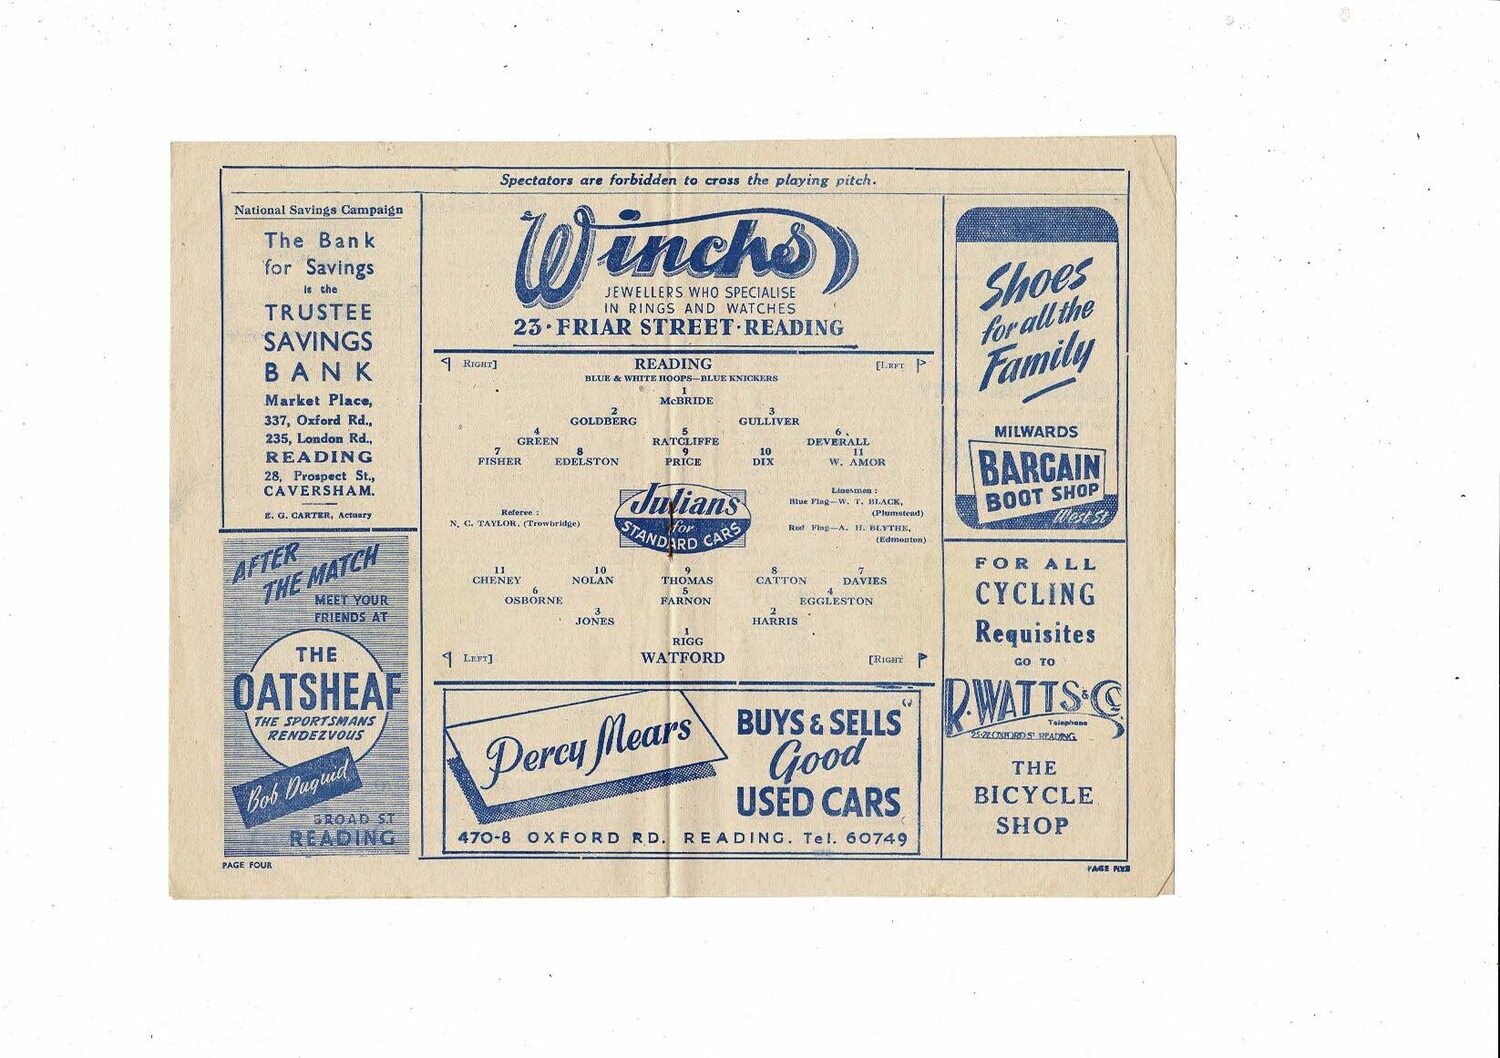 Spectators are forbidden to cross the playing pitch.
National Savings Campaign
The Bank
for Savings
is the
TRUSTEE
SAVINGS
BANK
Market Place,
337, Oxford Rd.,
235, London Rd.,
READING
28, Prospect St.,
CAVERSHAM.
E. G. CARTER, Actuary
AFTER
THE MATCH
MEET YOUR
FRIENDS AT
THE
OATSHEAF
THE SPORTSMANS
RENDEZVOUS
Bob Duguid
BROAD ST
READING
PAGE FOUR
Winchs
JEWELLERS WHO SPECIALISE
IN RINGS AND WATCHES
23·FRIAR STREET·READING
RIGHT] READING [LEFT
BLUE & WHITE HOOPS—BLUE KNICKERS
1
McBRIDE
2 3
GOLDBERG GULLIVER
4 5 6
GREEN RATCLIFFE DEVERALL
7 8 9 10 11
FISHER EDELSTON PRICE DIX W. AMOR
Referee :
N. C. TAYLOR, (Trowbridge)
Julians
for
STANDARD CARS
Linesmen :
Blue Flag—W. T. BLACK,
(Plumstead)
Red Flag—A. H. BLYTHE,
(Edmonton)
11 10 9 8 7
CHENEY NOLAN THOMAS CATTON DAVIES
6 5 4
OSBORNE FARNON EGGLESTON
3 2
JONES HARRIS
1
RIGG
LEFT] WATFORD [RIGHT
Percy Mears
BUYS & SELLS
Good
USED CARS
470-8 OXFORD RD. READING. Tel. 60749
Shoes
for all the
Family
MILWARDS
BARGAIN
BOOT SHOP
West St
FOR ALL
CYCLING
Requisites
GO TO
R. WATTS & Co
Telephone
OXFORD ST READING
THE
BICYCLE
SHOP
PAGE FIVE